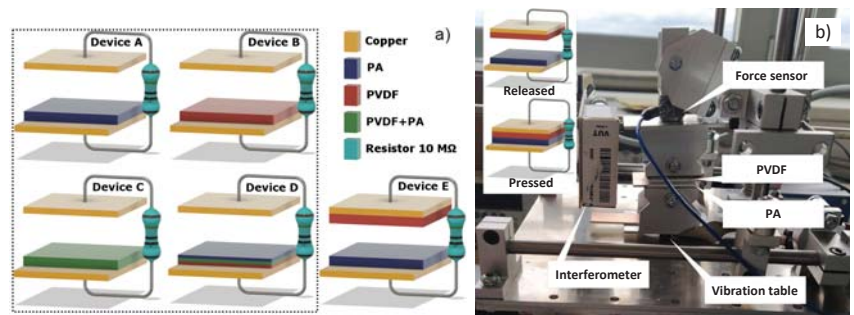 a)
Device A
Device B
Copper
PA
PVDF
PVDF+PA
Resistor 10 MΩ
Device C
Device D
Device E
b)
Released
Pressed
VUT
Force sensor
PVDF
PA
Interferometer
Vibration table